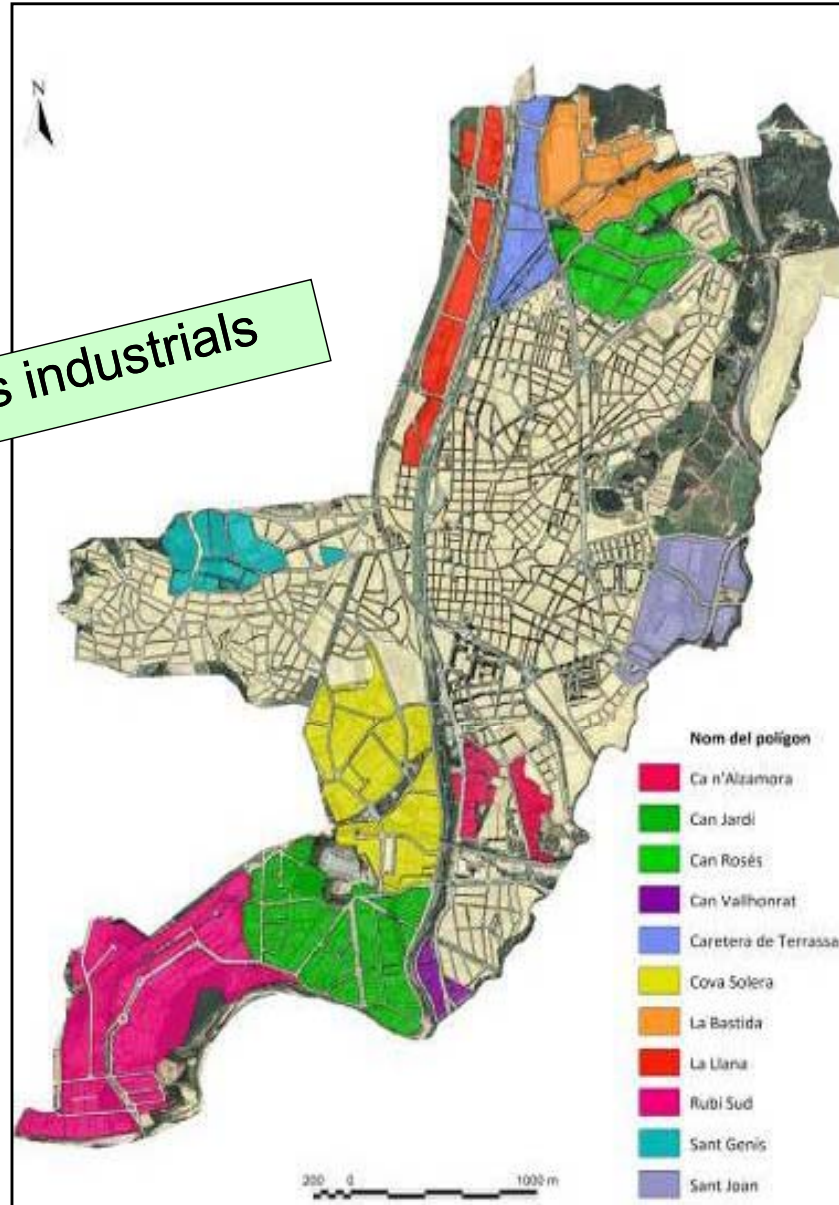 N
s industrials
Nom del polígon
Ca n'Alzamora
Can Jardí
Can Rosés
Can Vallhonrat
Caretera de Terrassa
Cova Solera
La Bastida
La Llana
Rubí Sud
Sant Genís
Sant Joan
200 0 1000 m